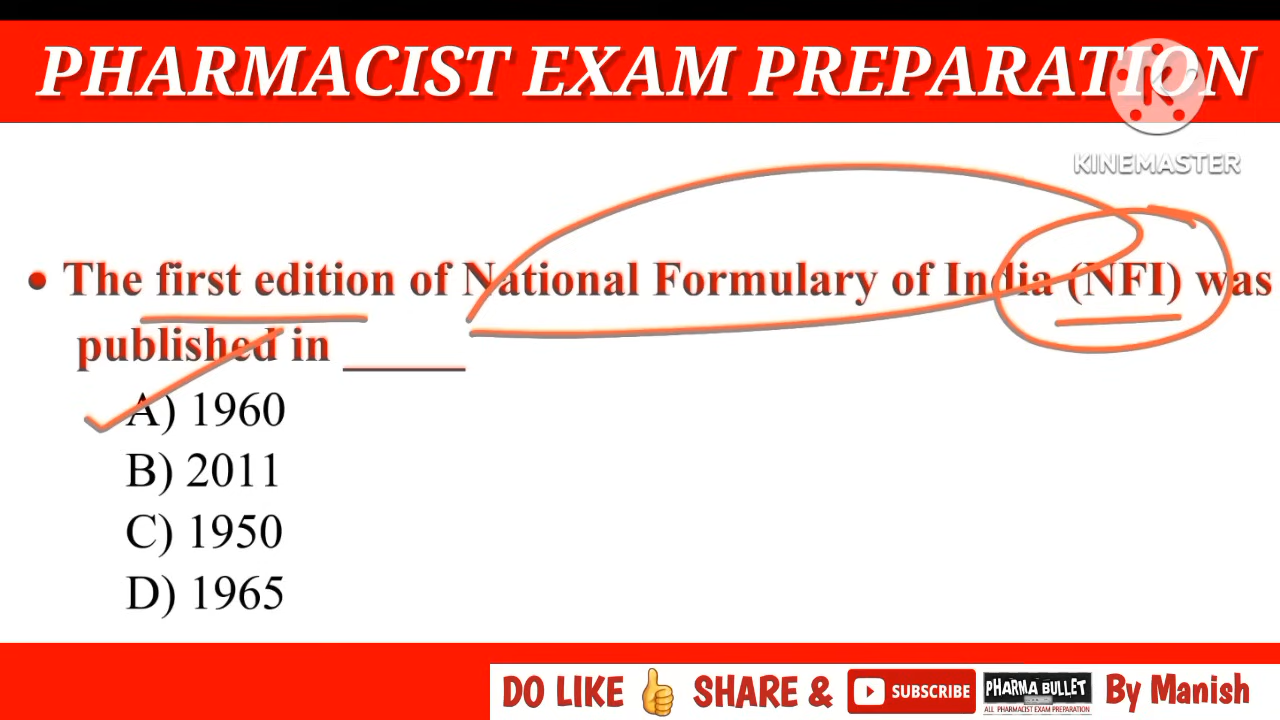 PHARMACIST EXAM PREPARATION
KINEMASTER
• The first edition of National Formulary of India (NFI) was
published in _____
A) 1960
B) 2011
C) 1950
D) 1965
DO LIKE 👍 SHARE & SUBSCRIBE PHARMA BULLET By Manish
ALL PHARMACIST EXAM PREPARATION